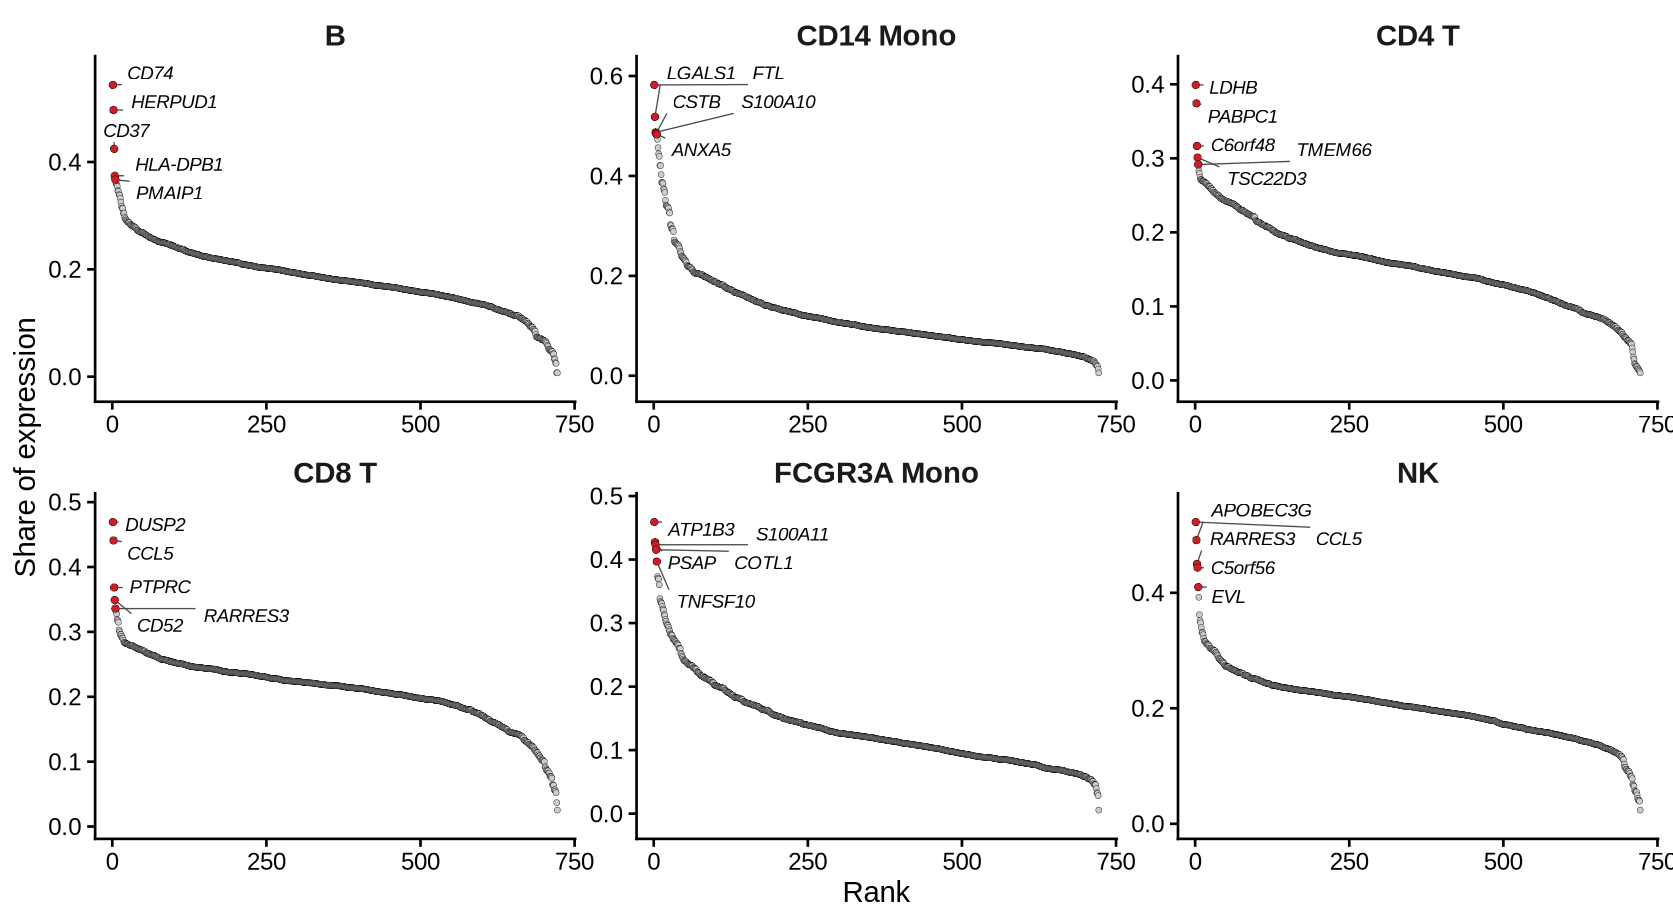 B
CD14 Mono
CD4 T
CD74
HERPUD1
CD37
HLA-DPB1
PMAIP1
0.4
0.2
0.0
0
250
500
750
LGALS1
FTL
CSTB
S100A10
ANXA5
0.6
0.4
0.2
0.0
0
250
500
750
LDHB
PABPC1
C6orf48
TMEM66
TSC22D3
0.4
0.3
0.2
0.1
0.0
0
250
500
750
Share of expression
CD8 T
FCGR3A Mono
NK
DUSP2
CCL5
PTPRC
RARRES3
CD52
0.5
0.4
0.3
0.2
0.1
0.0
0
250
500
750
ATP1B3
S100A11
PSAP
COTL1
TNFSF10
0.5
0.4
0.3
0.2
0.1
0.0
0
250
500
750
APOBEC3G
RARRES3
CCL5
C5orf56
EVL
0.4
0.2
0.0
0
250
500
750
Rank